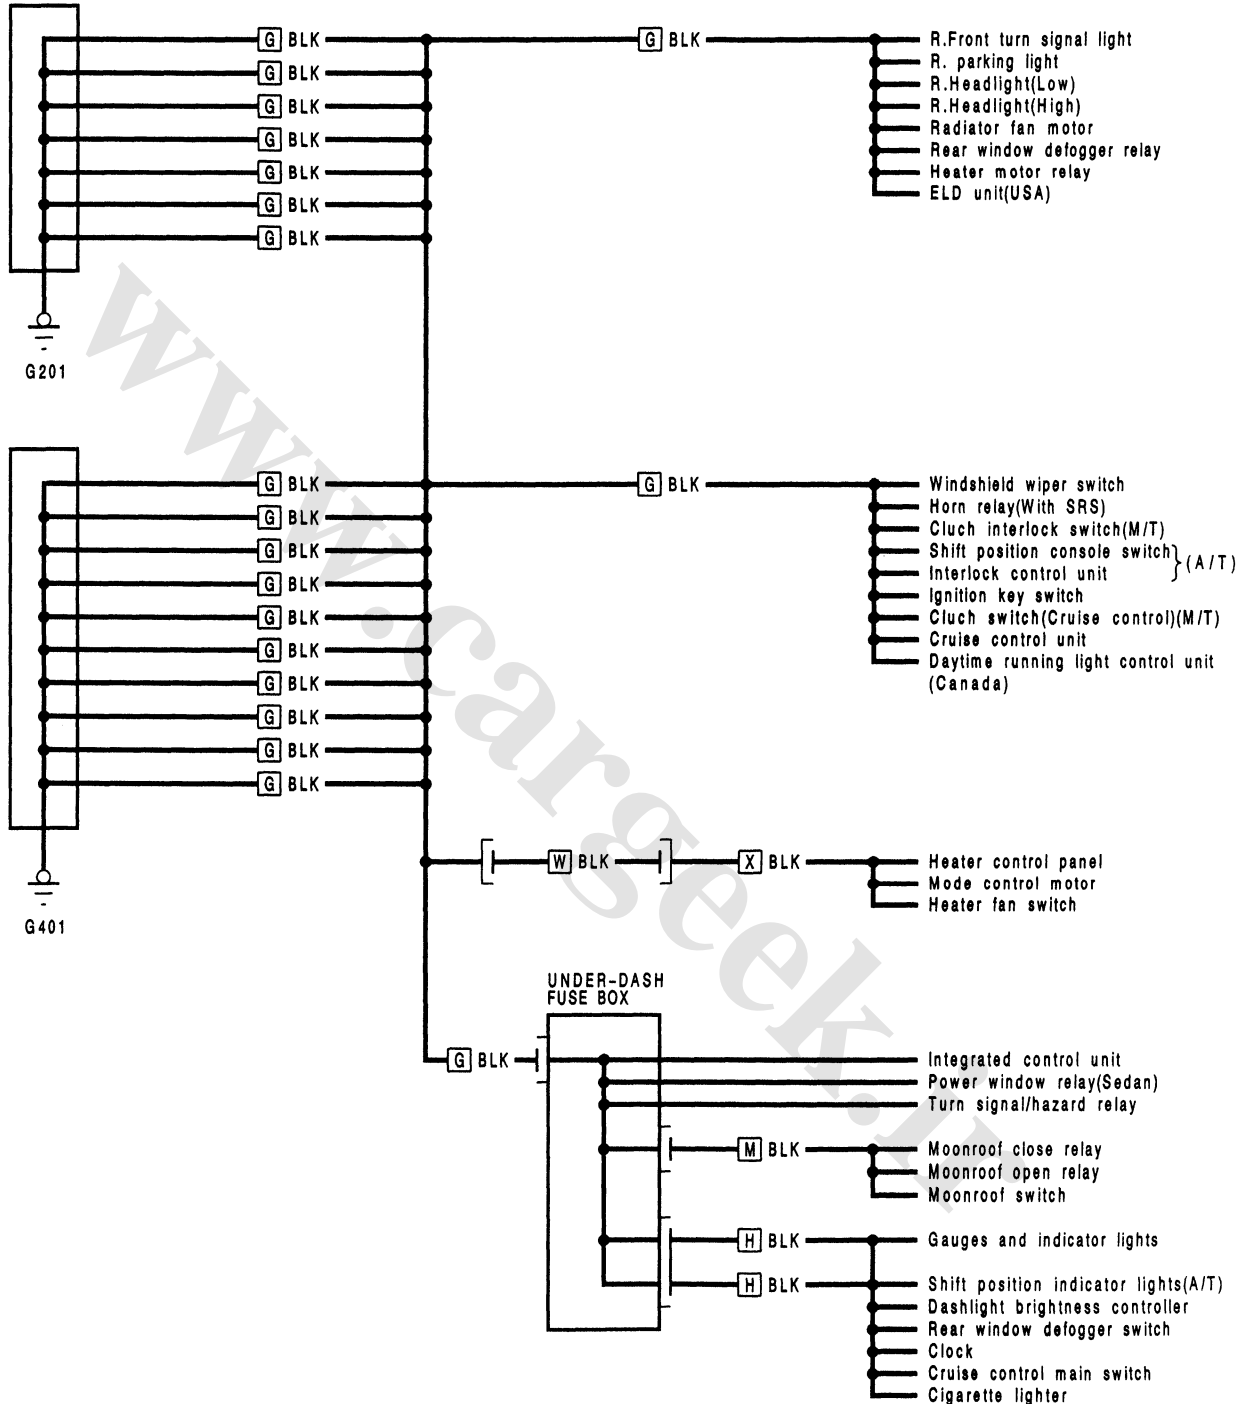 G BLK G BLK R.Front turn signal light
G BLK R. parking light
R.Headlight(Low)
G BLK R.Headlight(High)
Radiator fan motor
G BLK Rear window defogger relay
G BLK Heater motor relay
ELD unit(USA)
G BLK
G BLK
G201
G BLK G BLK Windshield wiper switch
Horn relay(With SRS)
G BLK Cluch interlock switch(M/T)
G BLK Shift position console switch
(A/T)
Interlock control unit
G BLK Ignition key switch
G BLK Cluch switch(Cruise control)(M/T)
Cruise control unit
G BLK Daytime running light control unit
(Canada)
G BLK
G BLK
G BLK
G BLK
W BLK X BLK Heater control panel
Mode control motor
Heater fan switch
G401
UNDER-DASH
FUSE BOX
G BLK Integrated control unit
Power window relay(Sedan)
Turn signal/hazard relay
M BLK Moonroof close relay
Moonroof open relay
Moonroof switch
H BLK Gauges and indicator lights
H BLK Shift position indicator lights(A/T)
Dashlight brightness controller
Rear window defogger switch
Clock
Cruise control main switch
Cigarette lighter
www.cargeek.ir